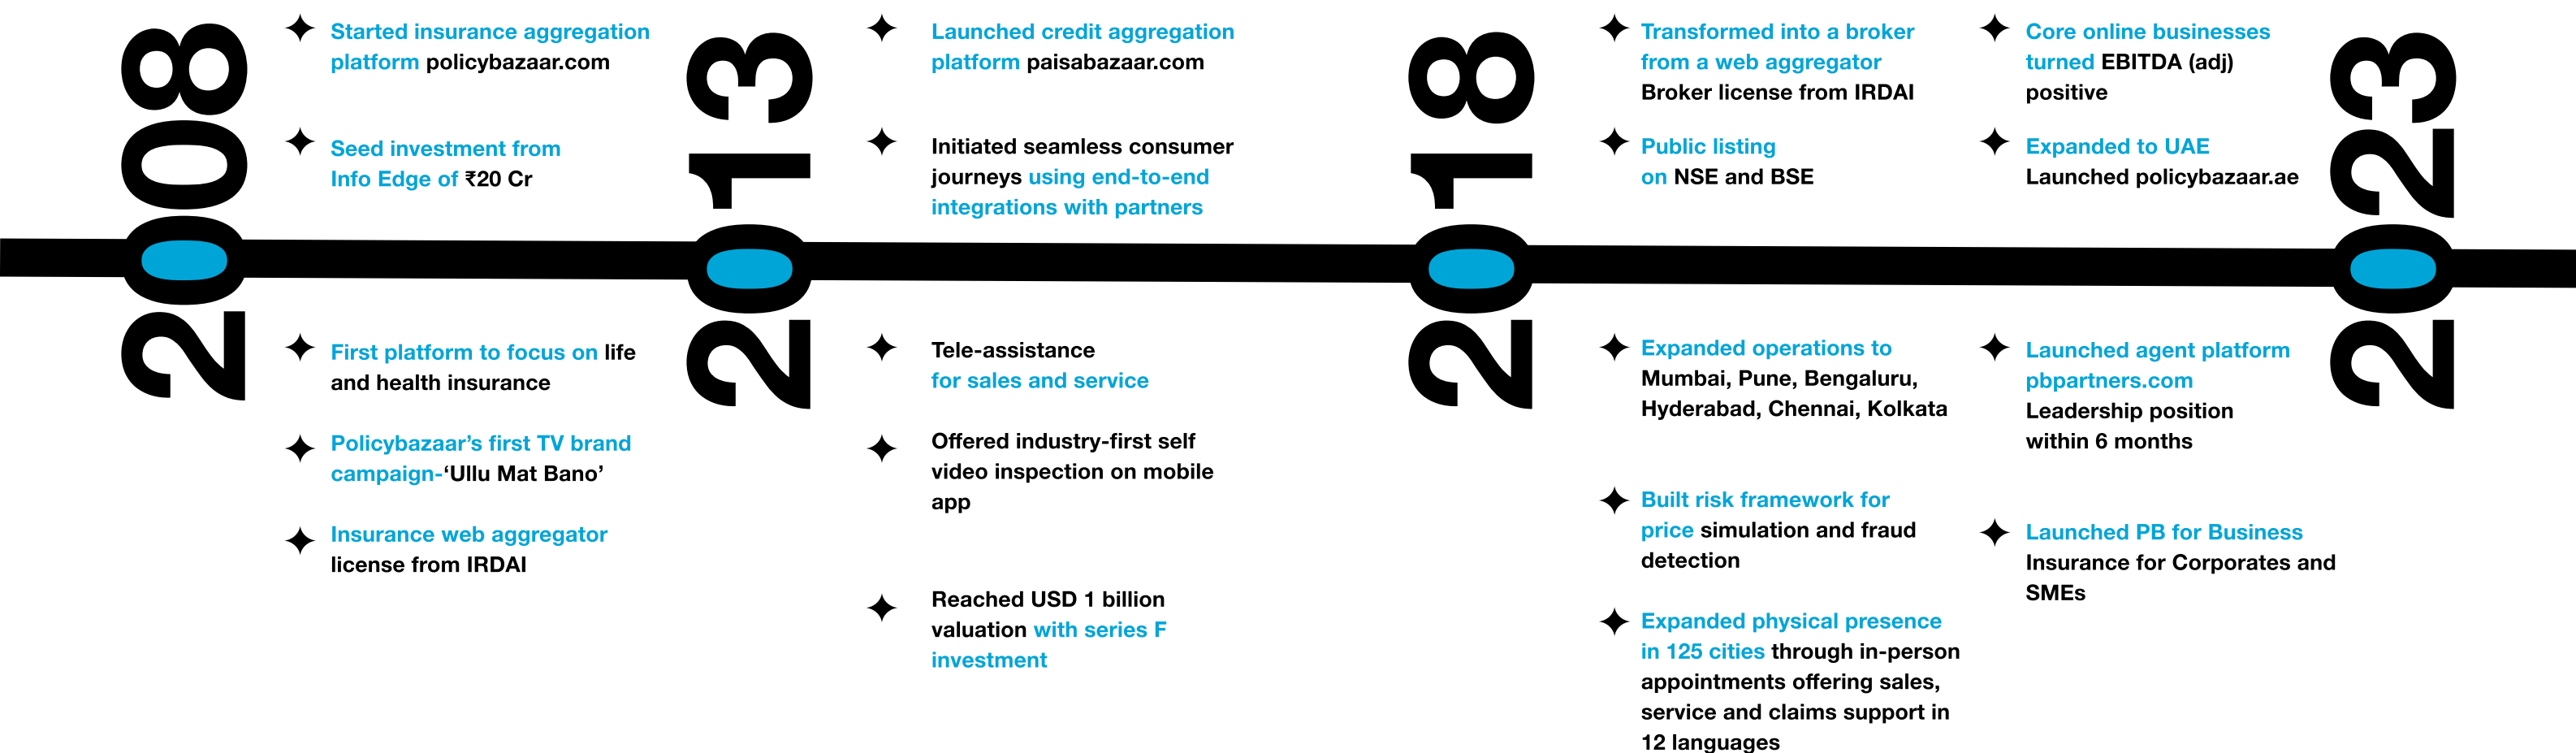 2008
Started insurance aggregation
platform policybazaar.com
Seed investment from
Info Edge of ₹20 Cr
First platform to focus on life
and health insurance
Policybazaar’s first TV brand
campaign-‘Ullu Mat Bano’
Insurance web aggregator
license from IRDAI
2013
Launched credit aggregation
platform paisabazaar.com
Initiated seamless consumer
journeys using end-to-end
integrations with partners
Tele-assistance
for sales and service
Offered industry-first self
video inspection on mobile
app
Reached USD 1 billion
valuation with series F
investment
2018
Transformed into a broker
from a web aggregator
Broker license from IRDAI
Public listing
on NSE and BSE
Expanded operations to
Mumbai, Pune, Bengaluru,
Hyderabad, Chennai, Kolkata
Built risk framework for
price simulation and fraud
detection
Expanded physical presence
in 125 cities through in-person
appointments offering sales,
service and claims support in
12 languages
Core online businesses
turned EBITDA (adj)
positive
Expanded to UAE
Launched policybazaar.ae
Launched agent platform
pbpartners.com
Leadership position
within 6 months
Launched PB for Business
Insurance for Corporates and
SMEs
2023